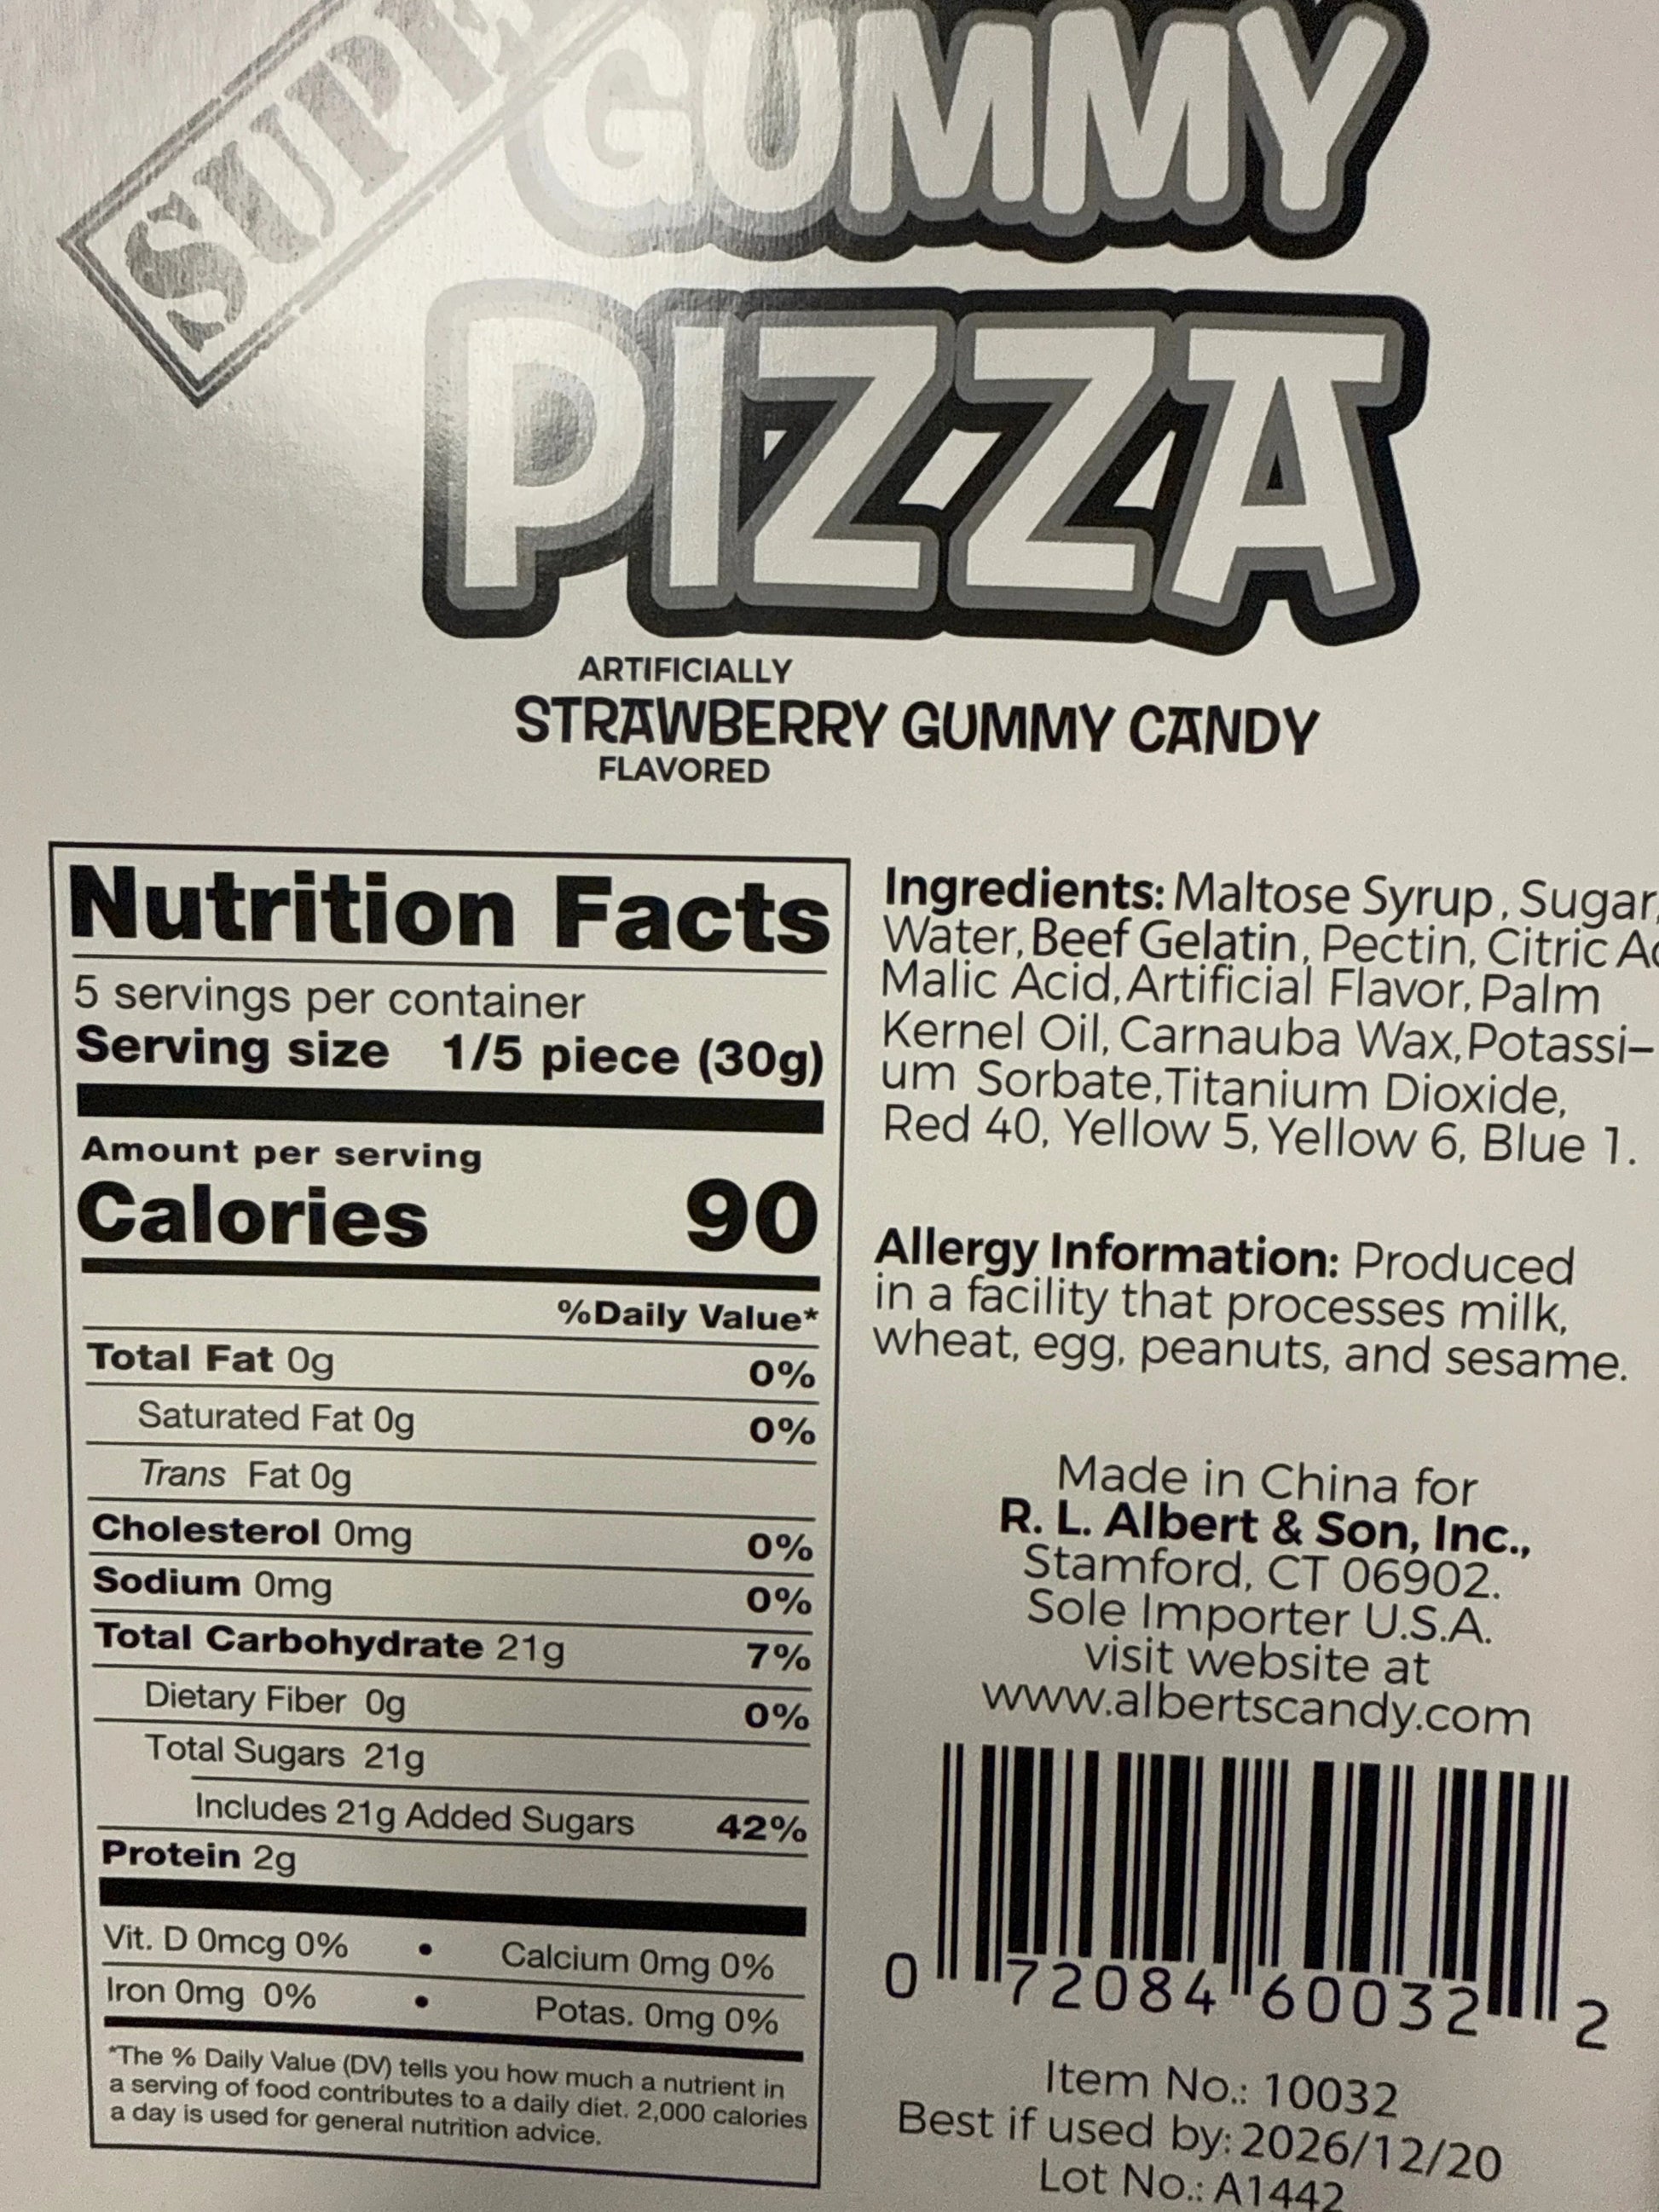 SUPE
GUMMY
PIZZA
ARTIFICIALLY
STRAWBERRY GUMMY CANDY
FLAVORED
Nutrition Facts
5 servings per container
Serving size 1/5 piece (30g)
Amount per serving
Calories 90
%Daily Value*
Total Fat 0g 0%
Saturated Fat 0g 0%
Trans Fat 0g
Cholesterol 0mg 0%
Sodium 0mg 0%
Total Carbohydrate 21g 7%
Dietary Fiber 0g 0%
Total Sugars 21g
Includes 21g Added Sugars 42%
Protein 2g
Vit. D 0mcg 0% • Calcium 0mg 0%
Iron 0mg 0% • Potas. 0mg 0%
*The % Daily Value (DV) tells you how much a nutrient in
a serving of food contributes to a daily diet. 2,000 calories
a day is used for general nutrition advice.
Ingredients: Maltose Syrup, Sugar,
Water, Beef Gelatin, Pectin, Citric Ac
Malic Acid, Artificial Flavor, Palm
Kernel Oil, Carnauba Wax, Potassi-
um Sorbate, Titanium Dioxide,
Red 40, Yellow 5, Yellow 6, Blue 1.
Allergy Information: Produced
in a facility that processes milk,
wheat, egg, peanuts, and sesame.
Made in China for
R. L. Albert & Son, Inc.,
Stamford, CT 06902.
Sole Importer U.S.A.
visit website at
www.albertscandy.com
0 72084 60032 2
Item No.: 10032
Best if used by: 2026/12/20
Lot No.: A1442